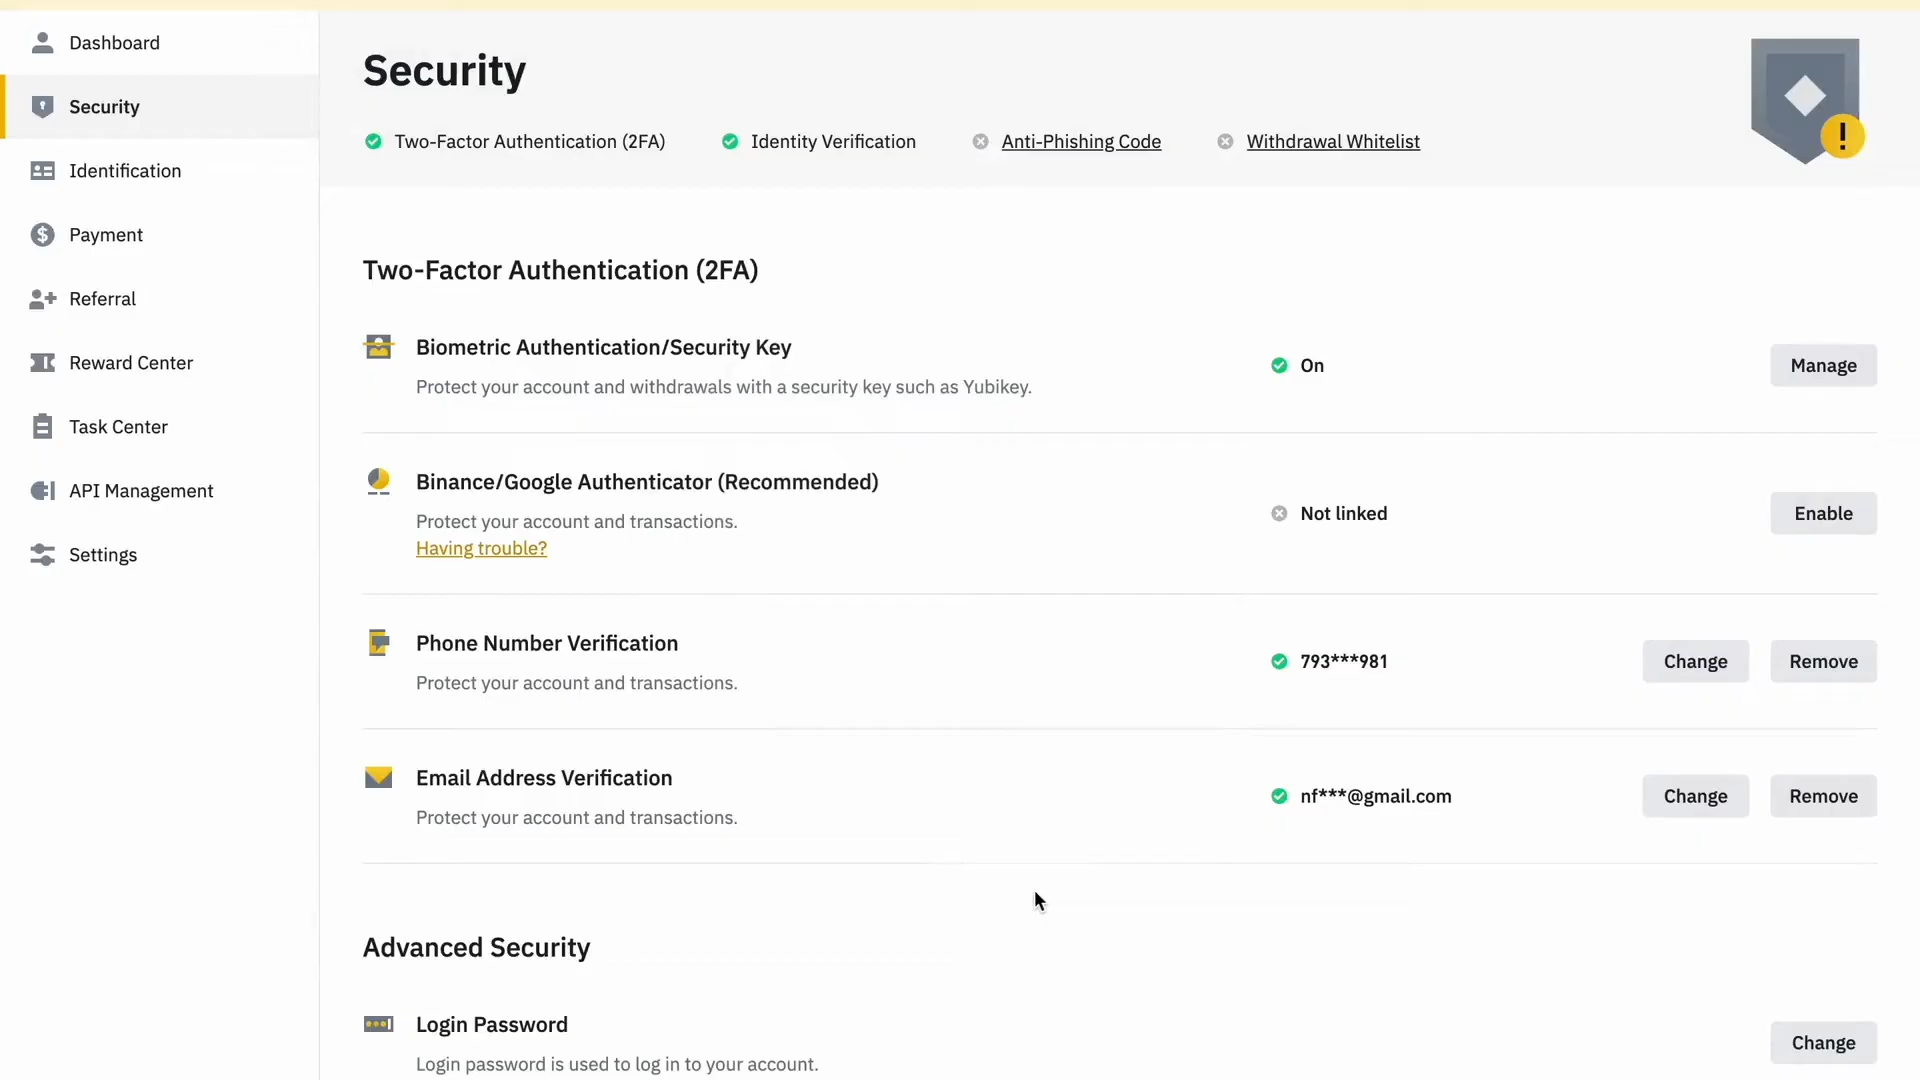 Dashboard
Security
Identification
Payment
Referral
Reward Center
Task Center
API Management
Settings
Security
Two-Factor Authentication (2FA)
Identity Verification
Anti-Phishing Code
Withdrawal Whitelist
Two-Factor Authentication (2FA)
Biometric Authentication/Security Key
Protect your account and withdrawals with a security key such as Yubikey.
On
Manage
Binance/Google Authenticator (Recommended)
Protect your account and transactions.
Having trouble?
Not linked
Enable
Phone Number Verification
Protect your account and transactions.
793***981
Change
Remove
Email Address Verification
Protect your account and transactions.
nf***@gmail.com
Change
Remove
Advanced Security
Login Password
Login password is used to log in to your account.
Change